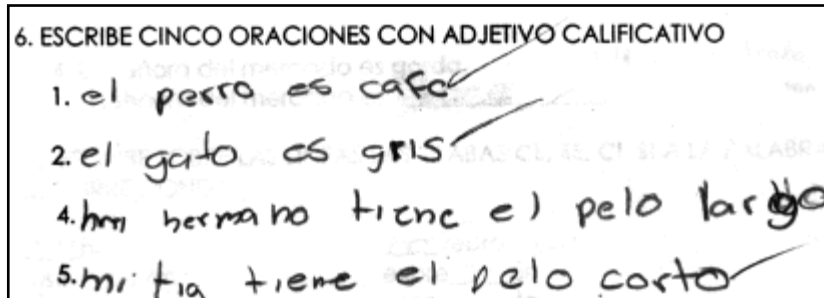 6. ESCRIBE CINCO ORACIONES CON ADJETIVO CALIFICATIVO
1. el perro es cafe
2. el gato es gris
4. mi hermano tiene el pelo largo
5. mi tia tiene el pelo corto